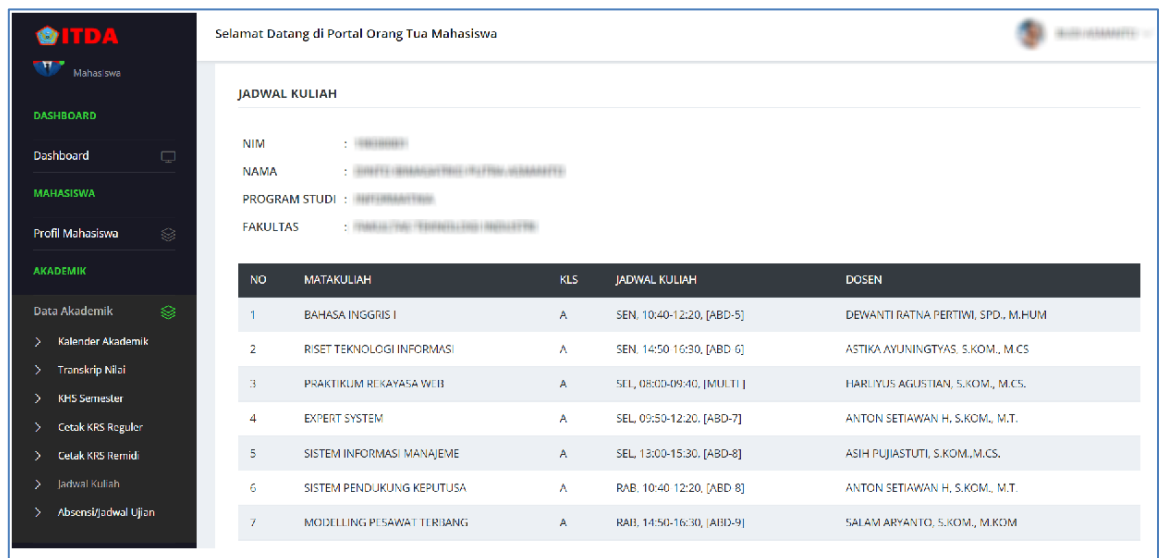 ITDA
Selamat Datang di Portal Orang Tua Mahasiswa
Mahasiswa
DASHBOARD
Dashboard
MAHASISWA
Profil Mahasiswa
AKADEMIK
Data Akademik
> Kalender Akademik
> Transkrip Nilai
> KHS Semester
> Cetak KRS Reguler
> Cetak KRS Remidi
> Jadwal Kuliah
> Absensi/Jadwal Ujian
JADWAL KULIAH
NIM :
NAMA :
PROGRAM STUDI :
FAKULTAS :
NO MATAKULIAH KLS JADWAL KULIAH DOSEN
1 BAHASA INGGRIS I A SEN, 10:40-12:20, [ABD-5] DEWANTI RATNA PERTIWI, SPD., M.HUM
2 RISET TEKNOLOGI INFORMASI A SEN, 14:50-16:30, [ABD-6] ASTIKA AYUNINGTYAS, S.KOM., M.CS
3 PRAKTIKUM REKAYASA WEB A SEL, 08:00-09:40, [MULTI ] HARLIYUS AGUSTIAN, S.KOM., M.CS.
4 EXPERT SYSTEM A SEL, 09:50-12:20, [ABD-7] ANTON SETIAWAN H, S.KOM., M.T.
5 SISTEM INFORMASI MANAJEME A SEL, 13:00-15:30, [ABD-8] ASIH PUJIASTUTI, S.KOM.,M.CS.
6 SISTEM PENDUKUNG KEPUTUSA A RAB, 10:40-12:20, [ABD-8] ANTON SETIAWAN H, S.KOM., M.T.
7 MODELLING PESAWAT TERBANG A RAB, 14:50-16:30, [ABD-9] SALAM ARYANTO, S.KOM., M.KOM